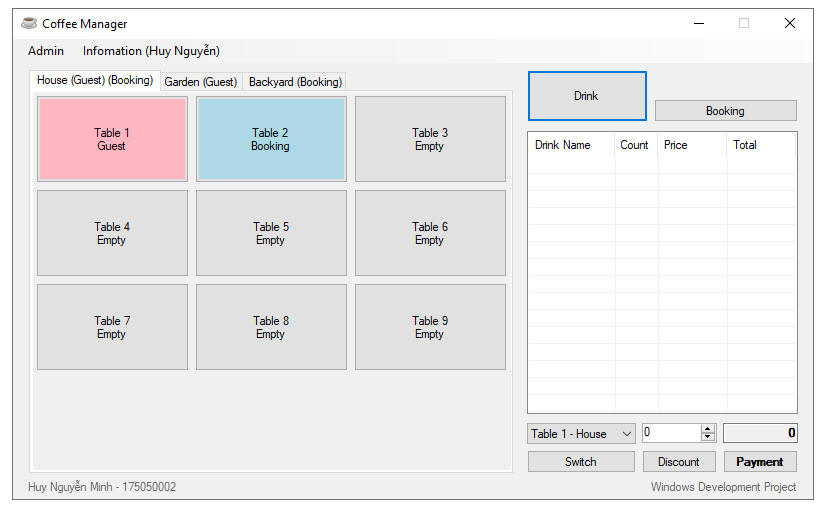 Coffee Manager
Admin Infomation (Huy Nguyễn)
House (Guest) (Booking) Garden (Guest) Backyard (Booking)
Table 1
Guest
Table 2
Booking
Table 3
Empty
Table 4
Empty
Table 5
Empty
Table 6
Empty
Table 7
Empty
Table 8
Empty
Table 9
Empty
Drink
Booking
Drink Name Count Price Total
Table 1 - House 0 0
Switch Discount Payment
Huy Nguyễn Minh - 175050002
Windows Development Project